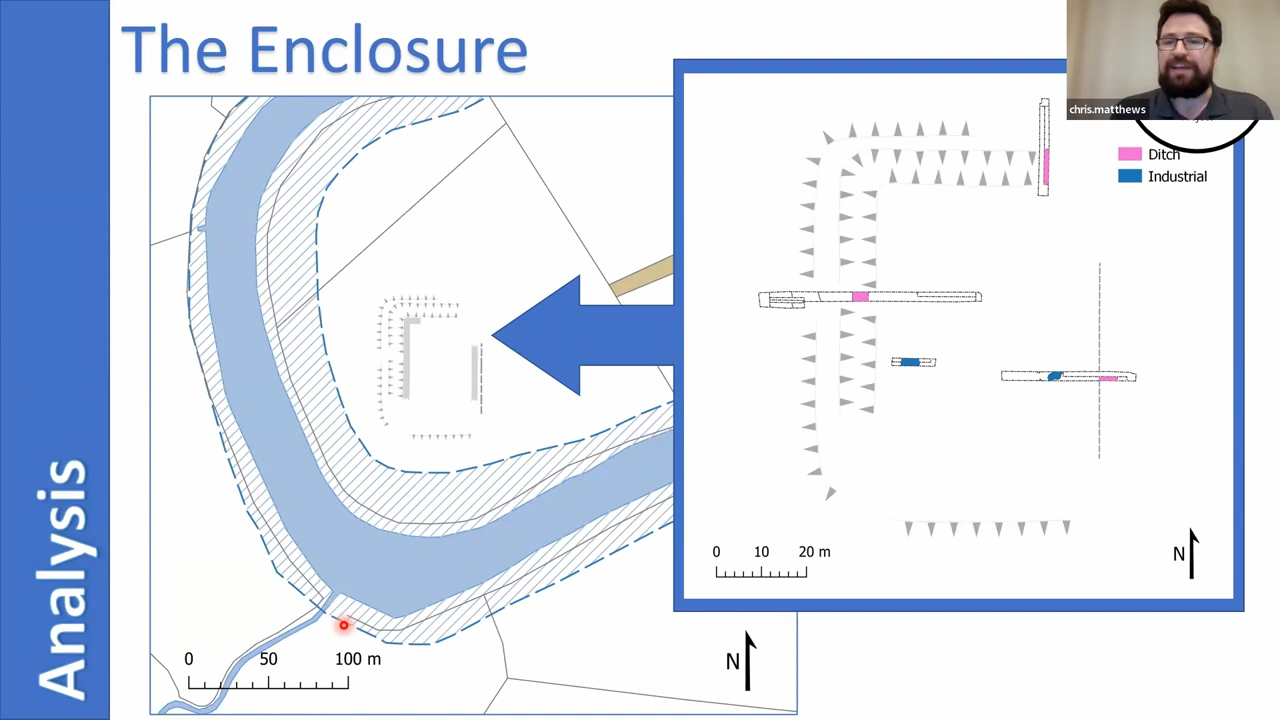 The Enclosure
Analysis
chris.matthews
Ditch
Industrial
0 10 20 m
N
0 50 100 m
N